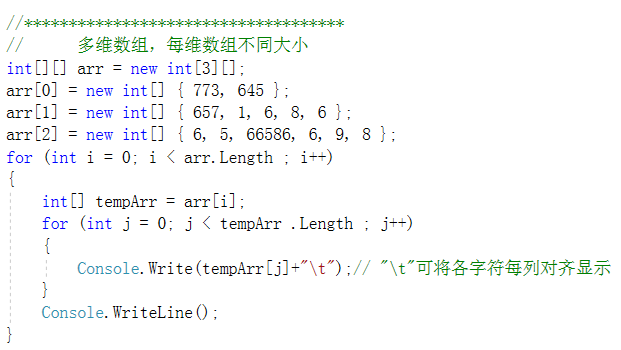 //************************************
//      多维数组，每维数组不同大小
int[][] arr = new int[3][];
arr[0] = new int[] { 773, 645 };
arr[1] = new int[] { 657, 1, 6, 8, 6 };
arr[2] = new int[] { 6, 5, 66586, 6, 9, 8 };
for (int i = 0; i < arr.Length ; i++)
{
    int[] tempArr = arr[i];
    for (int j = 0; j < tempArr .Length ; j++)
    {
        Console.Write(tempArr[j]+"\t");// "\t"可将各字符每列对齐显示
    }
    Console.WriteLine();
}